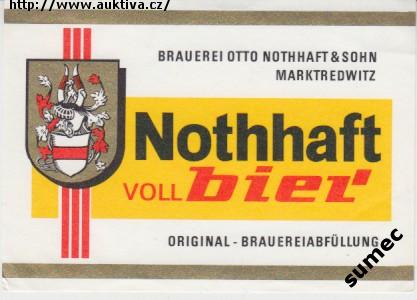 http://www.auktiva.cz/
BRAUEREI OTTO NOTHHAFT & SOHN
MARKTREDWITZ
Nothhaft
VOLL bier
ORIGINAL - BRAUEREIABFÜLLUNG
sumec